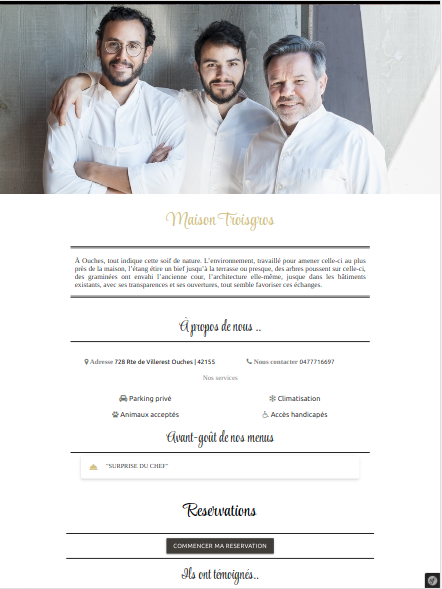 Maison Troisgros
À Ouches, tout indique cette soif de nature. L'environnement, travaillé pour amener celle-ci au plus
près de la maison, l'étang étire un bief jusqu'à la terrasse ou presque, des arbres poussent sur celle-ci,
des graminées ont envahi l'ancienne cour, l'architecture elle-même, jusque dans les bâtiments
existants, avec ses transparences et ses ouvertures, tout semble favoriser ces échanges.
À propos de nous ..
Adresse 728 Rte de Villerest Ouches | 42155
Nous contacter 0477716697
Nos services
Parking privé
Climatisation
Animaux acceptés
Accès handicapés
Avant-goût de nos menus
"SURPRISE DU CHEF"
Reservations
COMMENCER MA RESERVATION
Ils ont témoignés..